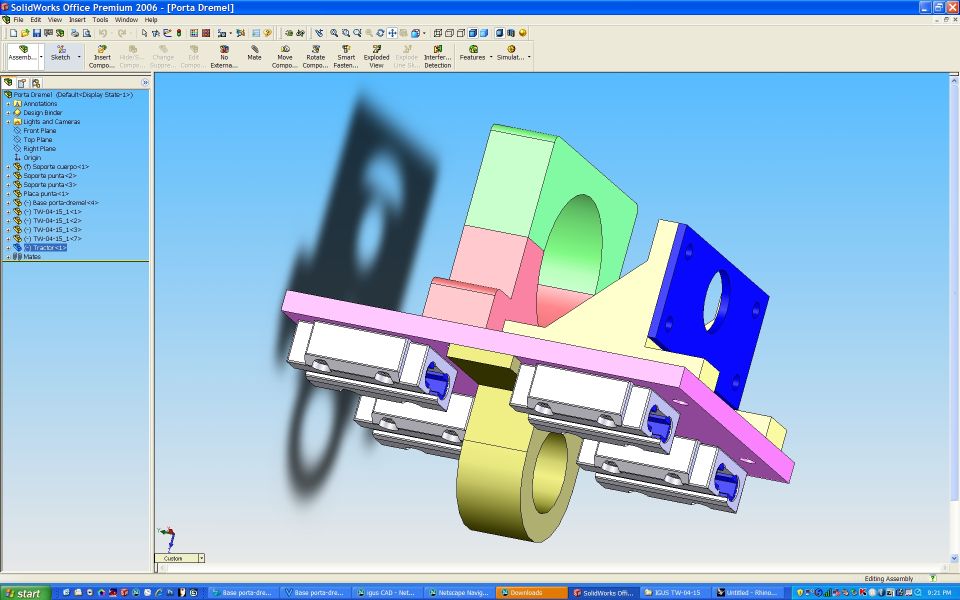 SolidWorks Office Premium 2006 - [Porta Dremel]
File Edit View Insert Tools Window Help
Assemb... Sketch Insert Compo... Hide/S... Compo... Change Suppre... Edit Compo... No Externa... Mate Move Compo... Rotate Compo... Smart Fasten... Exploded View Explode Line Sk... Interfer... Detection Features Simulat...
Porta Dremel (Default<Display State-1>)
Annotations
Design Binder
Lights and Cameras
Front Plane
Top Plane
Right Plane
Origin
(f) Soporte cuerpo<1>
Soporte punta<2>
Soporte punta<3>
Placa punta<1>
(-) Base porta-dremel<4>
(-) TW-04-15_1<1>
(-) TW-04-15_1<2>
(-) TW-04-15_1<3>
(-) TW-04-15_1<7>
(-) Tractor<1>
Mates
Custom
Editing Assembly
start
Base porta-dre...
Base porta-dre...
igus CAD - Net...
Netscape Navig...
Downloads
SolidWorks Offi...
IGUS TW-04-15
Untitled - Rhino...
9:21 PM